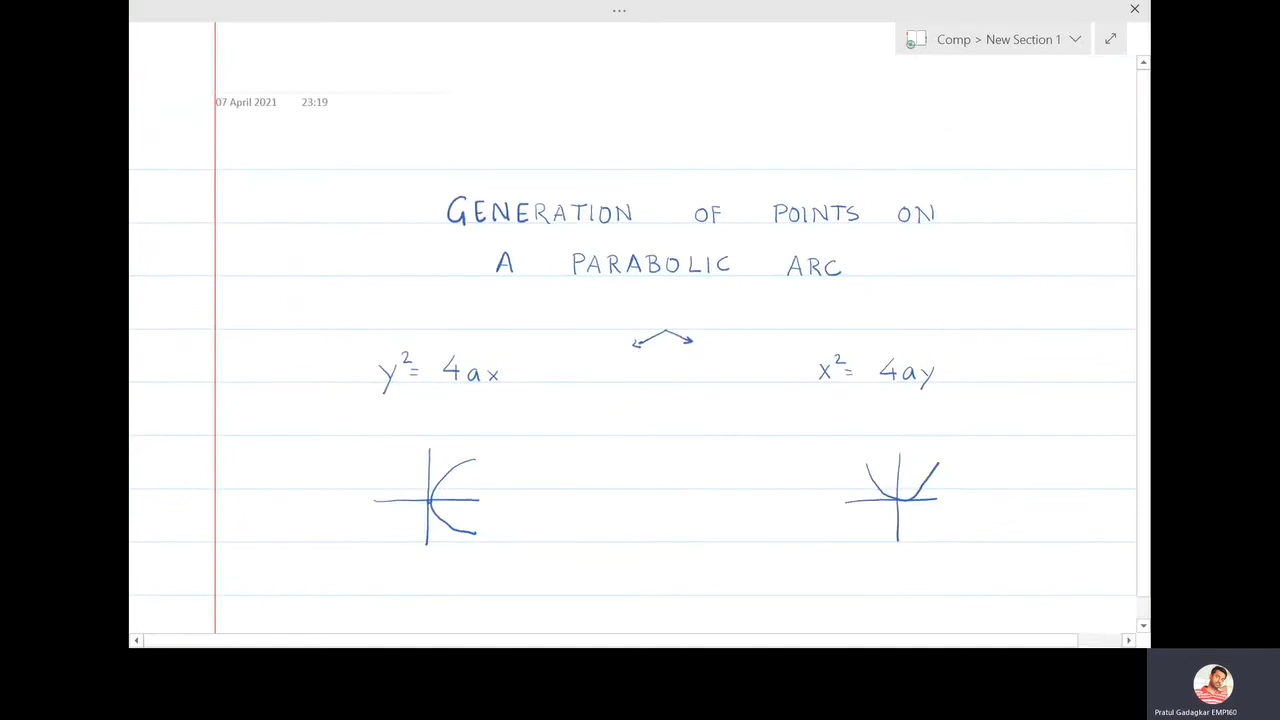 Comp > New Section 1
07 April 2021 23:19
GENERATION OF POINTS ON
A PARABOLIC ARC
y² = 4ax x² = 4ay
Pratul Gadagkar EMP160